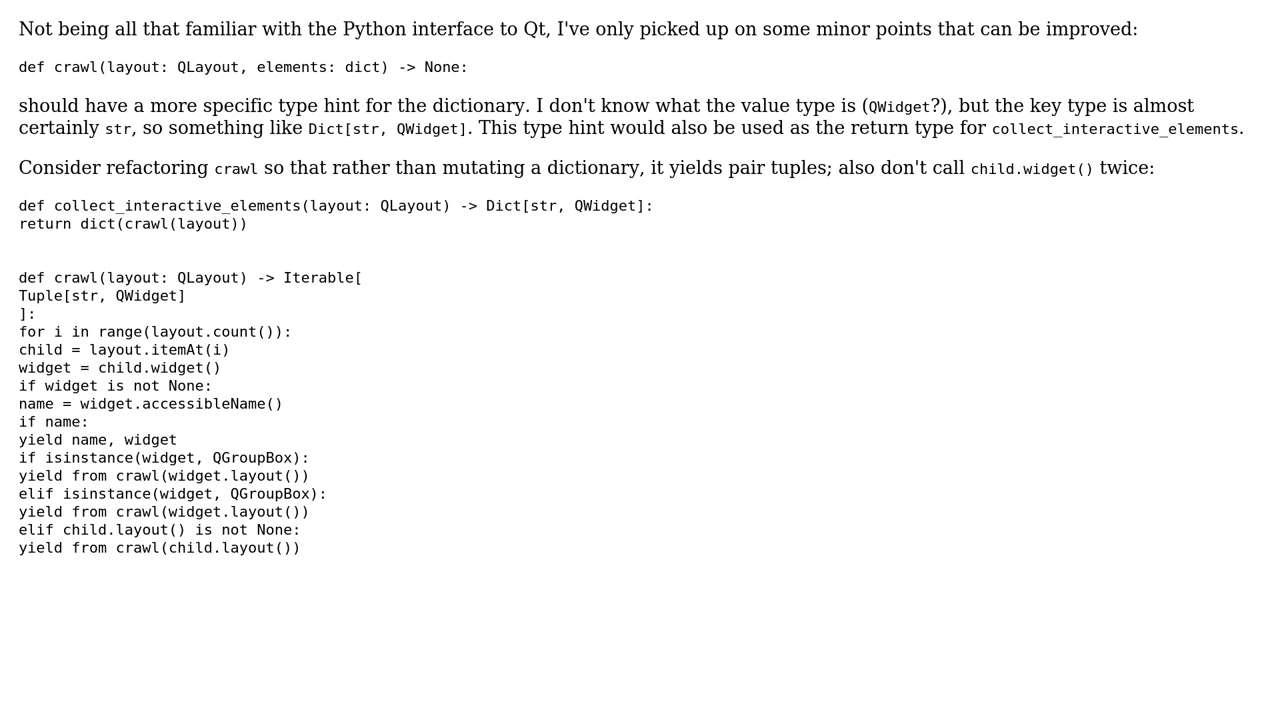 Not being all that familiar with the Python interface to Qt, I've only picked up on some minor points that can be improved:
def crawl(layout: QLayout, elements: dict) -> None:
should have a more specific type hint for the dictionary. I don't know what the value type is (QWidget?), but the key type is almost
certainly str, so something like Dict[str, QWidget]. This type hint would also be used as the return type for collect_interactive_elements.
Consider refactoring crawl so that rather than mutating a dictionary, it yields pair tuples; also don't call child.widget() twice:
def collect_interactive_elements(layout: QLayout) -> Dict[str, QWidget]:
return dict(crawl(layout))
def crawl(layout: QLayout) -> Iterable[
Tuple[str, QWidget]
]:
for i in range(layout.count()):
child = layout.itemAt(i)
widget = child.widget()
if widget is not None:
name = widget.accessibleName()
if name:
yield name, widget
if isinstance(widget, QGroupBox):
yield from crawl(widget.layout())
elif isinstance(widget, QGroupBox):
yield from crawl(widget.layout())
elif child.layout() is not None:
yield from crawl(child.layout())